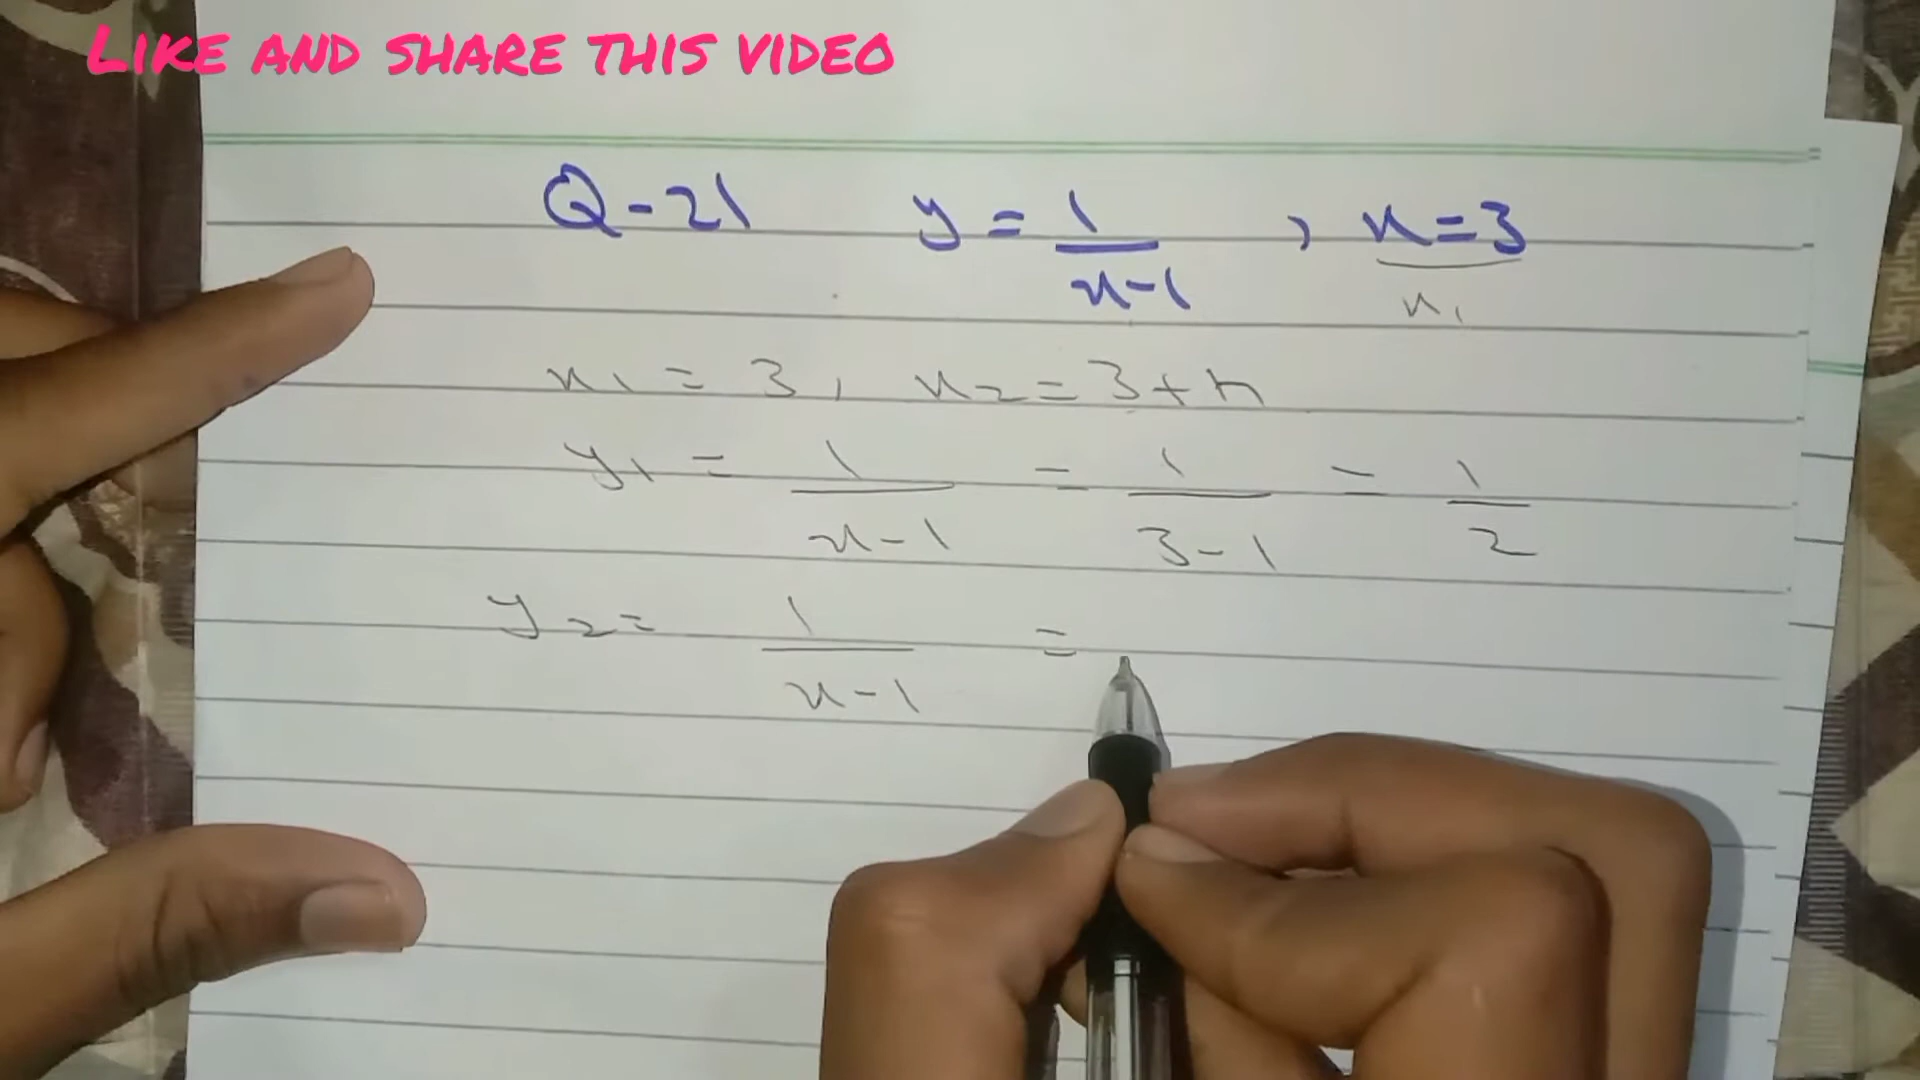 LIKE AND SHARE THIS VIDEO
Q-21 y = 1/(x-1) , x=3
x₁
x₁ = 3, x₂ = 3+h
y₁ = 1/(x-1) = 1/(3-1) = 1/2
y₂ = 1/(x-1) =